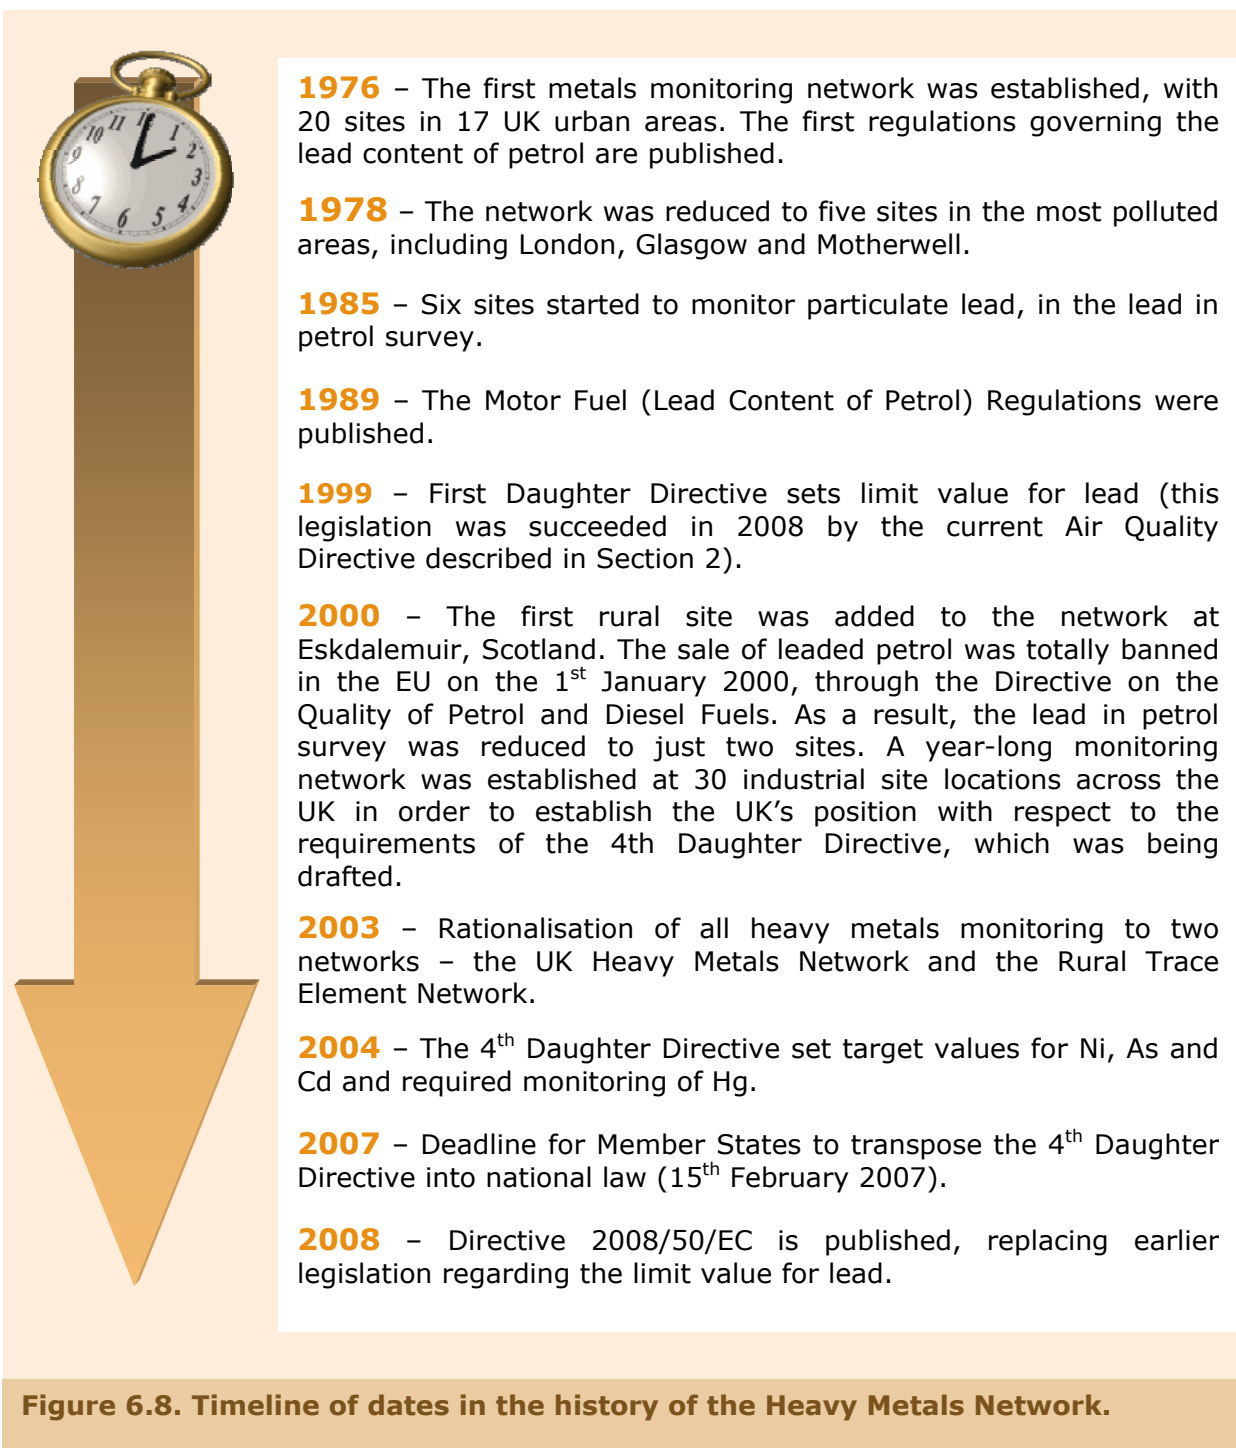 12
11
10
9
8
7
6
5
4
3
2
1
1976 – The first metals monitoring network was established, with
20 sites in 17 UK urban areas. The first regulations governing the
lead content of petrol are published.
1978 – The network was reduced to five sites in the most polluted
areas, including London, Glasgow and Motherwell.
1985 – Six sites started to monitor particulate lead, in the lead in
petrol survey.
1989 – The Motor Fuel (Lead Content of Petrol) Regulations were
published.
1999 – First Daughter Directive sets limit value for lead (this
legislation was succeeded in 2008 by the current Air Quality
Directive described in Section 2).
2000 – The first rural site was added to the network at
Eskdalemuir, Scotland. The sale of leaded petrol was totally banned
in the EU on the 1st January 2000, through the Directive on the
Quality of Petrol and Diesel Fuels. As a result, the lead in petrol
survey was reduced to just two sites. A year-long monitoring
network was established at 30 industrial site locations across the
UK in order to establish the UK’s position with respect to the
requirements of the 4th Daughter Directive, which was being
drafted.
2003 – Rationalisation of all heavy metals monitoring to two
networks – the UK Heavy Metals Network and the Rural Trace
Element Network.
2004 – The 4th Daughter Directive set target values for Ni, As and
Cd and required monitoring of Hg.
2007 – Deadline for Member States to transpose the 4th Daughter
Directive into national law (15th February 2007).
2008 – Directive 2008/50/EC is published, replacing earlier
legislation regarding the limit value for lead.
Figure 6.8. Timeline of dates in the history of the Heavy Metals Network.